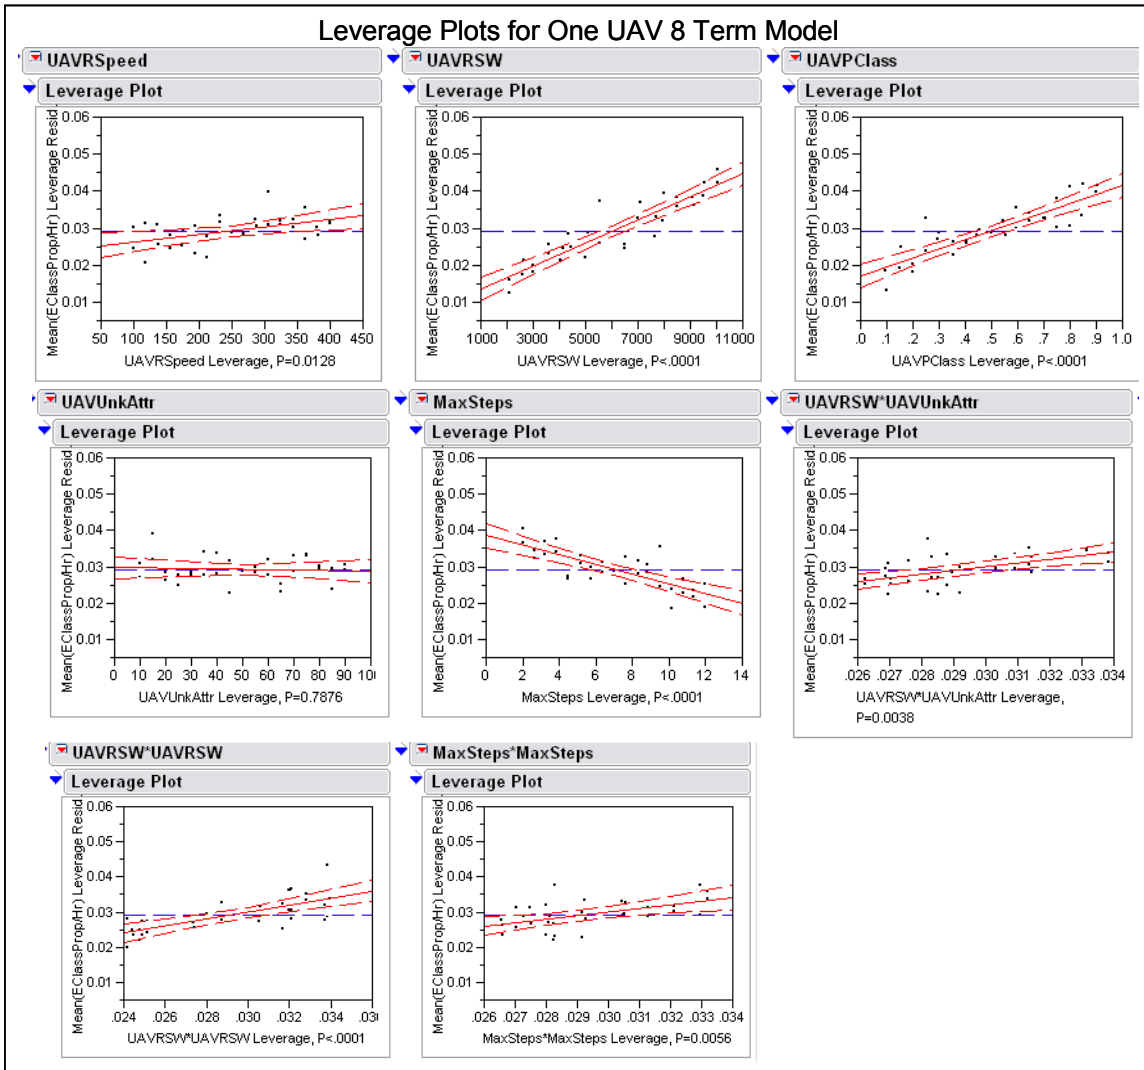 Leverage Plots for One UAV 8 Term Model
UAVRSpeed
Leverage Plot
Mean(EClassProp/Hr) Leverage Resid.
0.06
0.05
0.04
0.03
0.02
0.01
50 100 150 200 250 300 350 400 450
UAVRSpeed Leverage, P=0.0128
UAVRSW
Leverage Plot
Mean(EClassProp/Hr) Leverage Resid.
0.06
0.05
0.04
0.03
0.02
0.01
1000 3000 5000 7000 9000 11000
UAVRSW Leverage, P<.0001
UAVPClass
Leverage Plot
Mean(EClassProp/Hr) Leverage Resid.
0.06
0.05
0.04
0.03
0.02
0.01
.0 .1 .2 .3 .4 .5 .6 .7 .8 .9 1.0
UAVPClass Leverage, P<.0001
UAVUnkAttr
Leverage Plot
Mean(EClassProp/Hr) Leverage Resid.
0.06
0.05
0.04
0.03
0.02
0.01
0 10 20 30 40 50 60 70 80 90 10
UAVUnkAttr Leverage, P=0.7876
MaxSteps
Leverage Plot
Mean(EClassProp/Hr) Leverage Resid.
0.06
0.05
0.04
0.03
0.02
0.01
0 2 4 6 8 10 12 14
MaxSteps Leverage, P<.0001
UAVRSW*UAVUnkAttr
Leverage Plot
Mean(EClassProp/Hr) Leverage Resid.
0.06
0.05
0.04
0.03
0.02
0.01
.026 .027 .028 .029 .030 .031 .032 .033 .034
UAVRSW*UAVUnkAttr Leverage,
P=0.0038
UAVRSW*UAVRSW
Leverage Plot
Mean(EClassProp/Hr) Leverage Resid.
0.06
0.05
0.04
0.03
0.02
0.01
.024 .026 .028 .030 .032 .034
UAVRSW*UAVRSW Leverage, P<.0001
MaxSteps*MaxSteps
Leverage Plot
Mean(EClassProp/Hr) Leverage Resid.
0.06
0.05
0.04
0.03
0.02
0.01
.026 .027 .028 .029 .030 .031 .032 .033 .034
MaxSteps*MaxSteps Leverage, P=0.0056